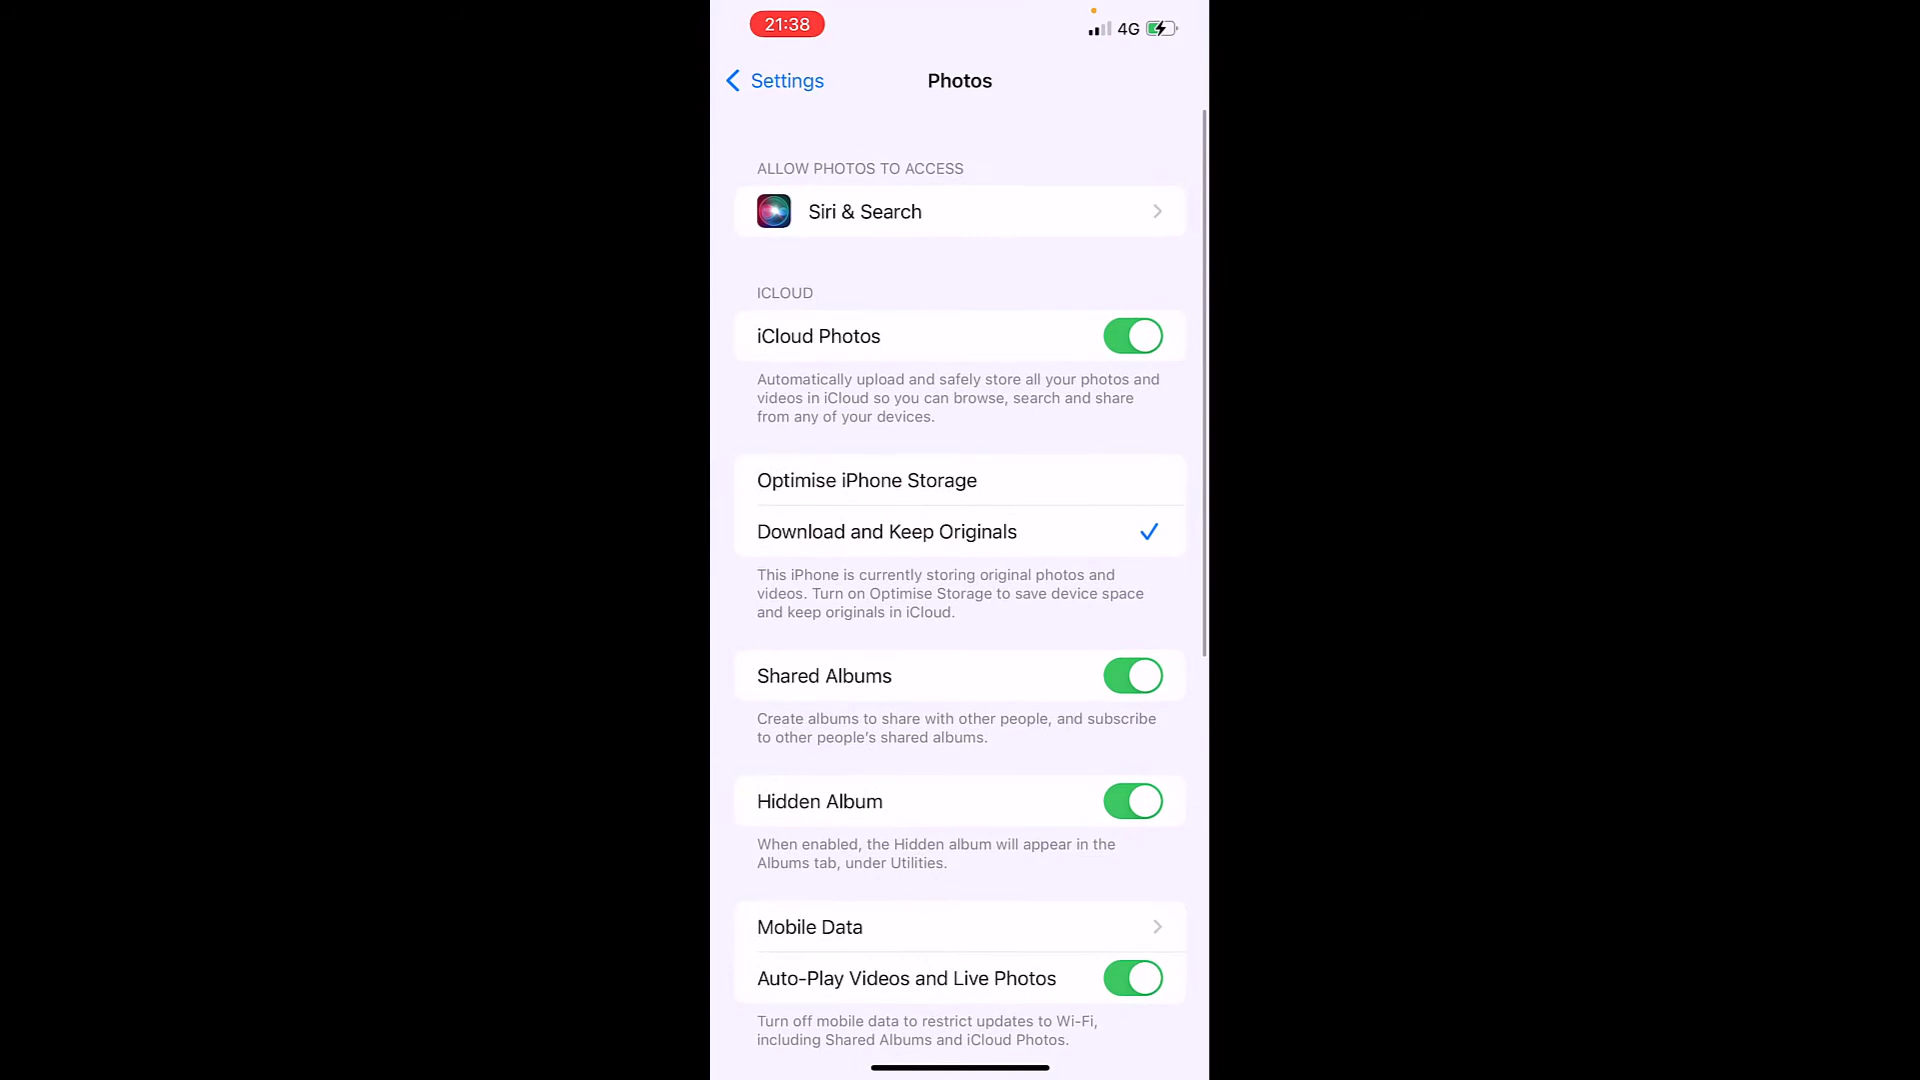 21:38
4G
Settings
Photos
ALLOW PHOTOS TO ACCESS
Siri & Search
ICLOUD
iCloud Photos
Automatically upload and safely store all your photos and
videos in iCloud so you can browse, search and share
from any of your devices.
Optimise iPhone Storage
Download and Keep Originals
This iPhone is currently storing original photos and
videos. Turn on Optimise Storage to save device space
and keep originals in iCloud.
Shared Albums
Create albums to share with other people, and subscribe
to other people’s shared albums.
Hidden Album
When enabled, the Hidden album will appear in the
Albums tab, under Utilities.
Mobile Data
Auto-Play Videos and Live Photos
Turn off mobile data to restrict updates to Wi-Fi,
including Shared Albums and iCloud Photos.